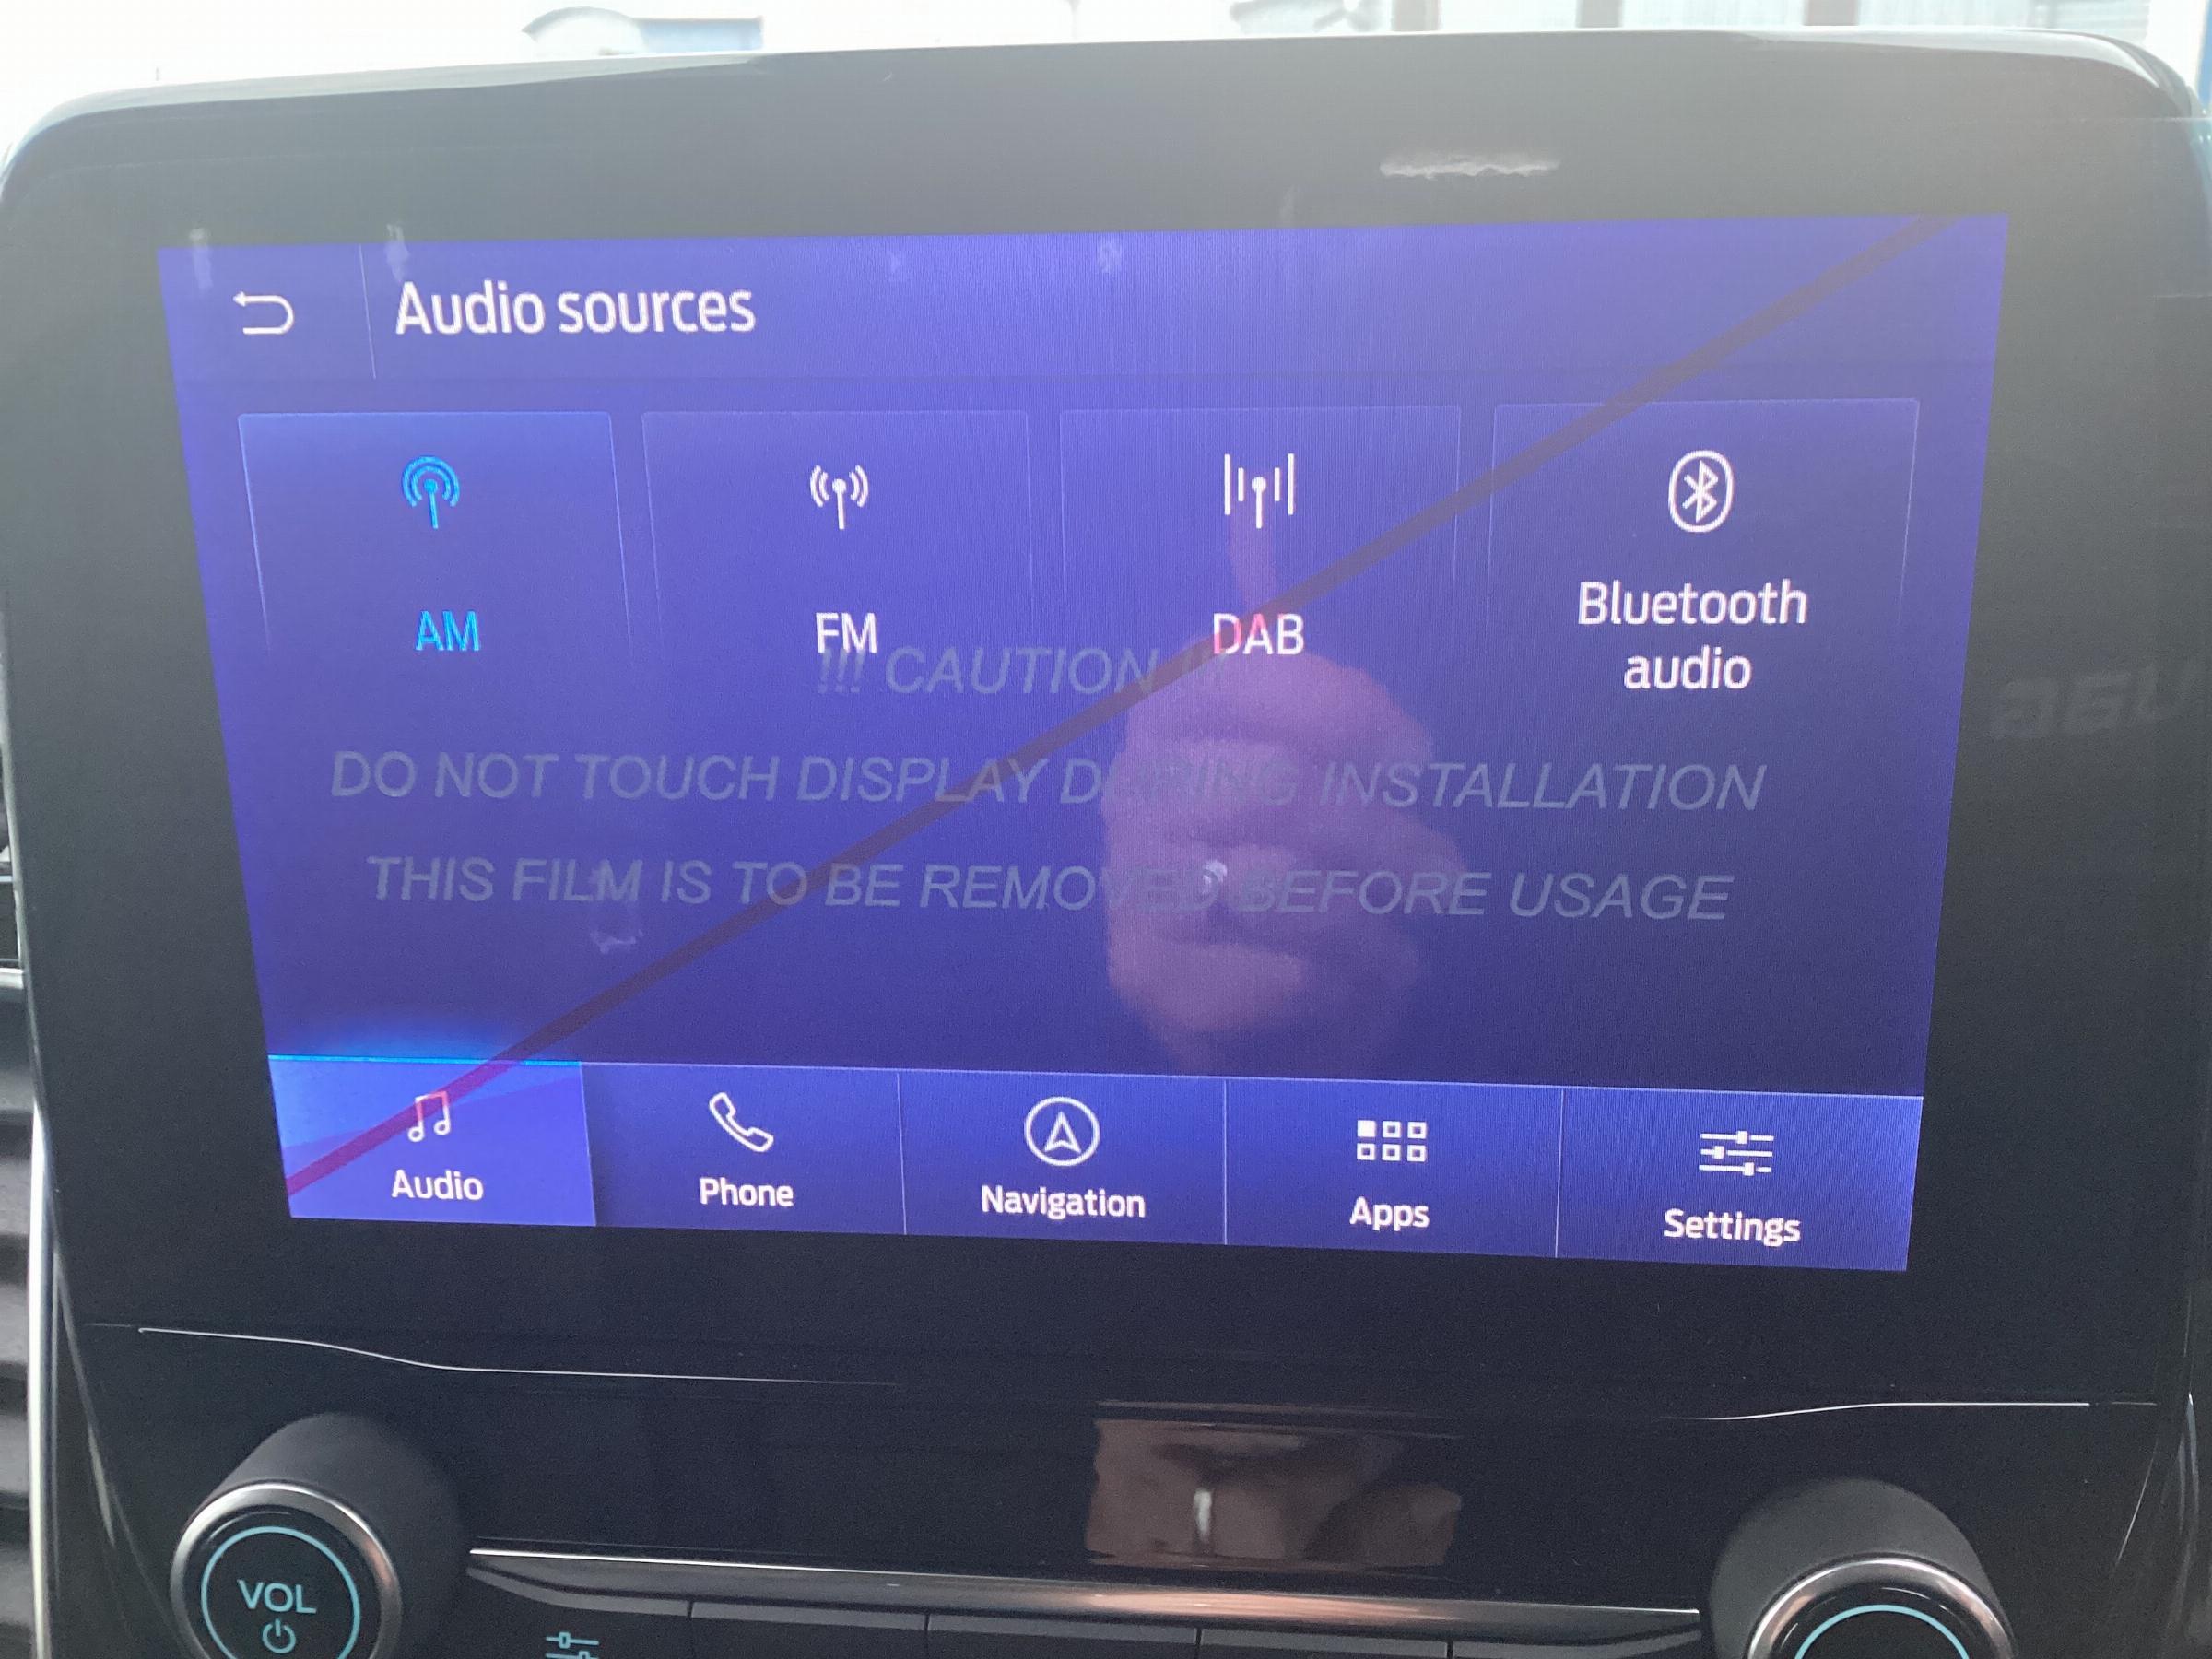 Audio sources
AM
FM
DAB
Bluetooth
audio
!!! CAUTION !!!
DO NOT TOUCH DISPLAY DURING INSTALLATION
THIS FILM IS TO BE REMOVED BEFORE USAGE
Audio
Phone
Navigation
Apps
Settings
VOL